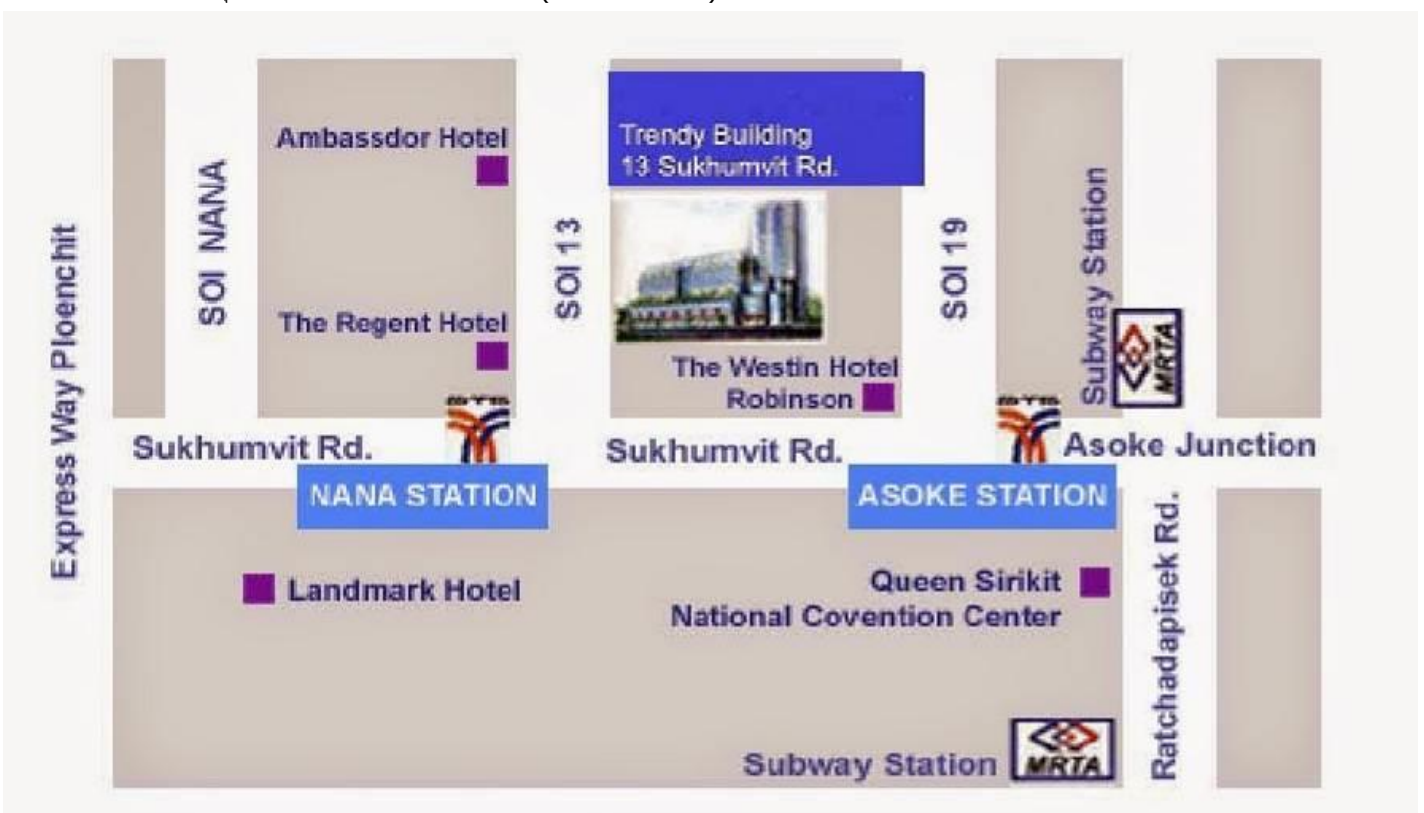 Ambassdor Hotel
Trendy Building
13 Sukhumvit Rd.
Express Way Ploenchit
SOI NANA
SOI 13
SOI 19
Subway Station
MRTA
The Regent Hotel
The Westin Hotel
Robinson
Sukhumvit Rd.
Sukhumvit Rd.
Asoke Junction
NANA STATION
ASOKE STATION
Landmark Hotel
Queen Sirikit
National Covention Center
Ratchadapisek Rd.
Subway Station
MRTA